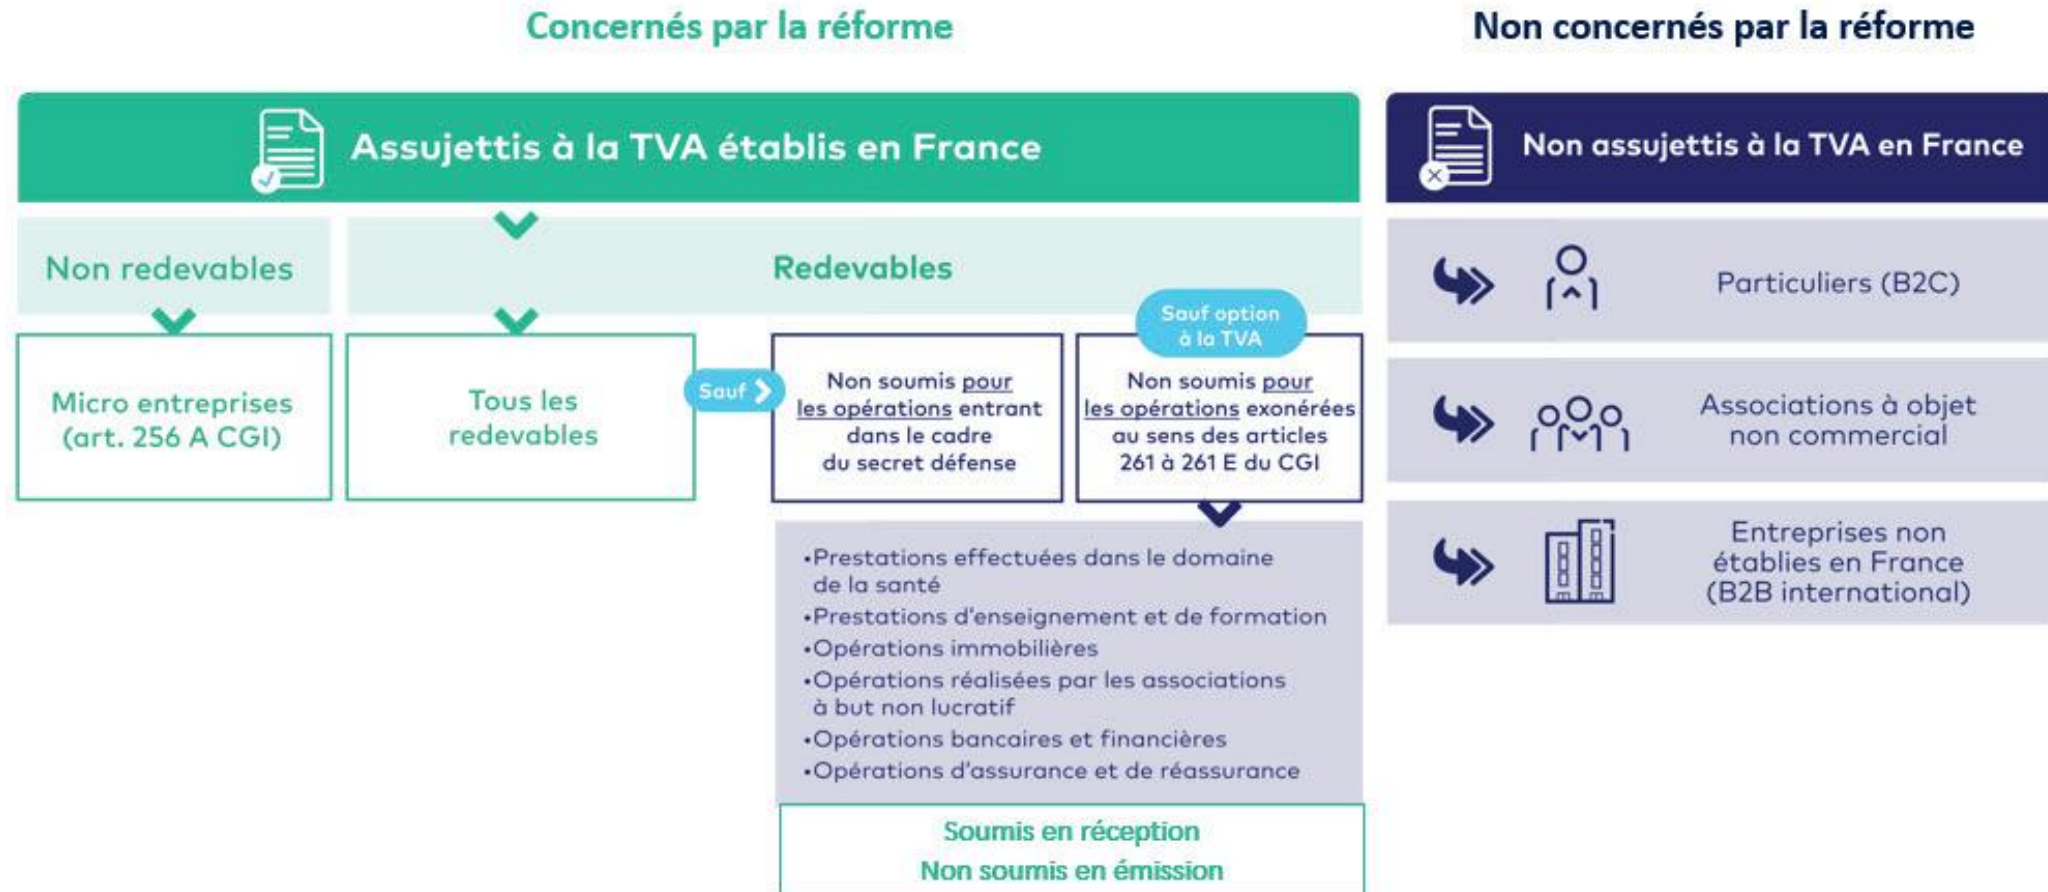 Concernés par la réforme
Non concernés par la réforme
Assujettis à la TVA établis en France
Non redevables
Redevables
Micro entreprises
(art. 256 A CGI)
Tous les
redevables
Sauf
Non soumis pour
les opérations entrant
dans le cadre
du secret défense
Sauf option
à la TVA
Non soumis pour
les opérations exonérées
au sens des articles
261 à 261 E du CGI
•Prestations effectuées dans le domaine
de la santé
•Prestations d'enseignement et de formation
•Opérations immobilières
•Opérations réalisées par les associations
à but non lucratif
•Opérations bancaires et financières
•Opérations d'assurance et de réassurance
Soumis en réception
Non soumis en émission
Non assujettis à la TVA en France
Particuliers (B2C)
Associations à objet
non commercial
Entreprises non
établies en France
(B2B international)